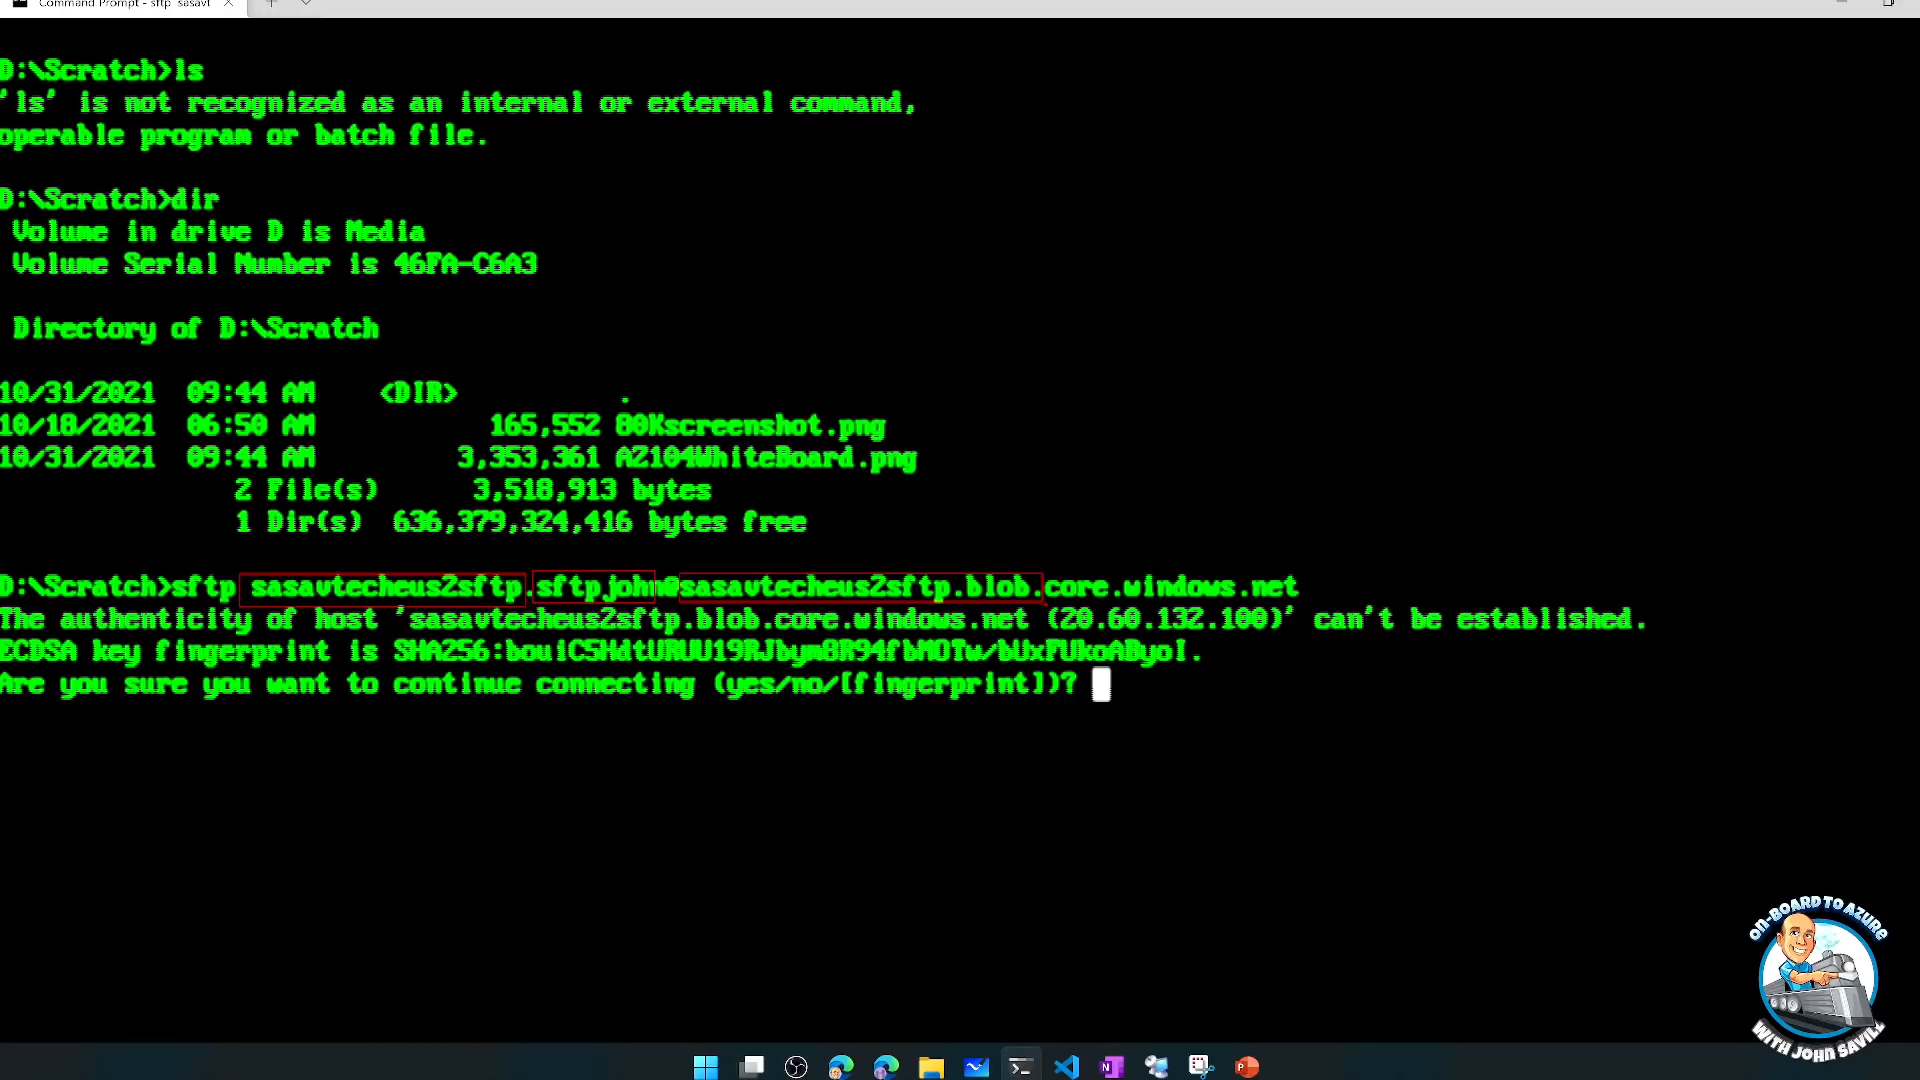 Command Prompt - sftp sasavt
D:\Scratch>ls
'ls' is not recognized as an internal or external command,
operable program or batch file.
D:\Scratch>dir
Volume in drive D is Media
Volume Serial Number is 46FA-C6A3
Directory of D:\Scratch
10/31/2021 09:44 AM <DIR> .
10/18/2021 06:50 AM 165,552 80Kscreenshot.png
10/31/2021 09:44 AM 3,353,361 AZ104WhiteBoard.png
2 File(s) 3,518,913 bytes
1 Dir(s) 636,379,324,416 bytes free
D:\Scratch>sftp sasavtecheus2sftp.sftpjohn@sasavtecheus2sftp.blob.core.windows.net
The authenticity of host 'sasavtecheus2sftp.blob.core.windows.net (20.60.132.100)' can't be established.
ECDSA key fingerprint is
Are you sure you want to continue connecting (yes/no/[fingerprint])?
ON-BOARD TO AZURE
WITH JOHN SAVILL